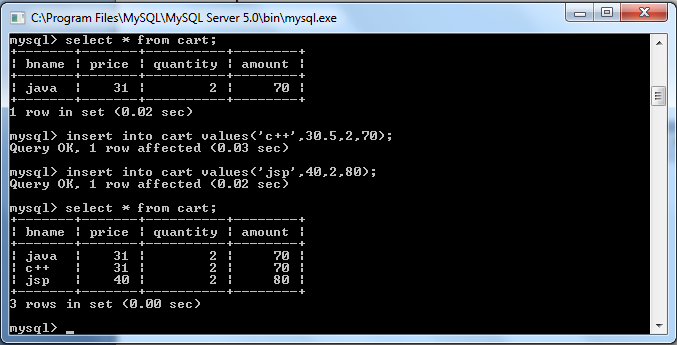 C:\Program Files\MySQL\MySQL Server 5.0\bin\mysql.exe
mysql> select * from cart;
+-------+-------+----------+--------+
¦ bname ¦ price ¦ quantity ¦ amount ¦
+-------+-------+----------+--------+
¦ java  ¦    31 ¦        2 ¦     70 ¦
+-------+-------+----------+--------+
1 row in set (0.02 sec)
mysql> insert into cart values('c++',30.5,2,70);
Query OK, 1 row affected (0.03 sec)
mysql> insert into cart values('jsp',40,2,80);
Query OK, 1 row affected (0.02 sec)
mysql> select * from cart;
+-------+-------+----------+--------+
¦ bname ¦ price ¦ quantity ¦ amount ¦
+-------+-------+----------+--------+
¦ java  ¦    31 ¦        2 ¦     70 ¦
¦ c++   ¦    31 ¦        2 ¦     70 ¦
¦ jsp   ¦    40 ¦        2 ¦     80 ¦
+-------+-------+----------+--------+
3 rows in set (0.00 sec)
mysql> _